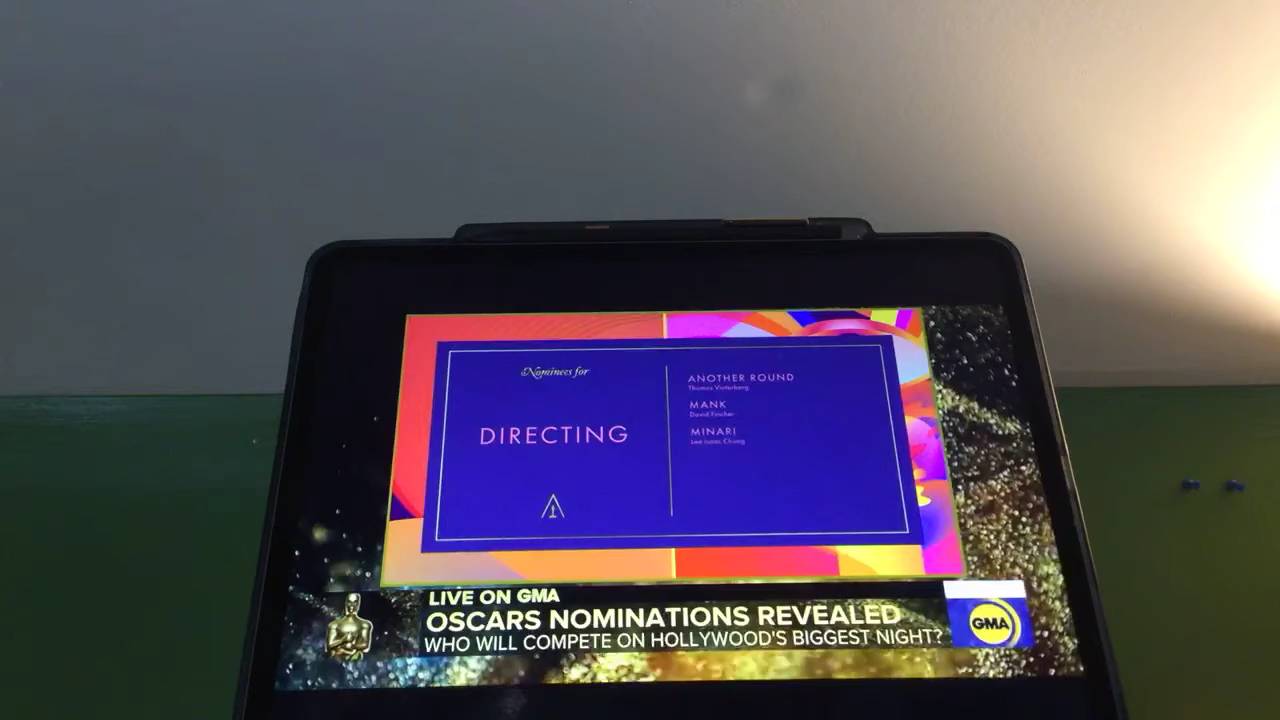 Nominees for
DIRECTING
ANOTHER ROUND
Thomas Vinterberg
MANK
David Fincher
MINARI
Lee Isaac Chung
LIVE ON GMA
OSCARS NOMINATIONS REVEALED
WHO WILL COMPETE ON HOLLYWOOD'S BIGGEST NIGHT?
GMA